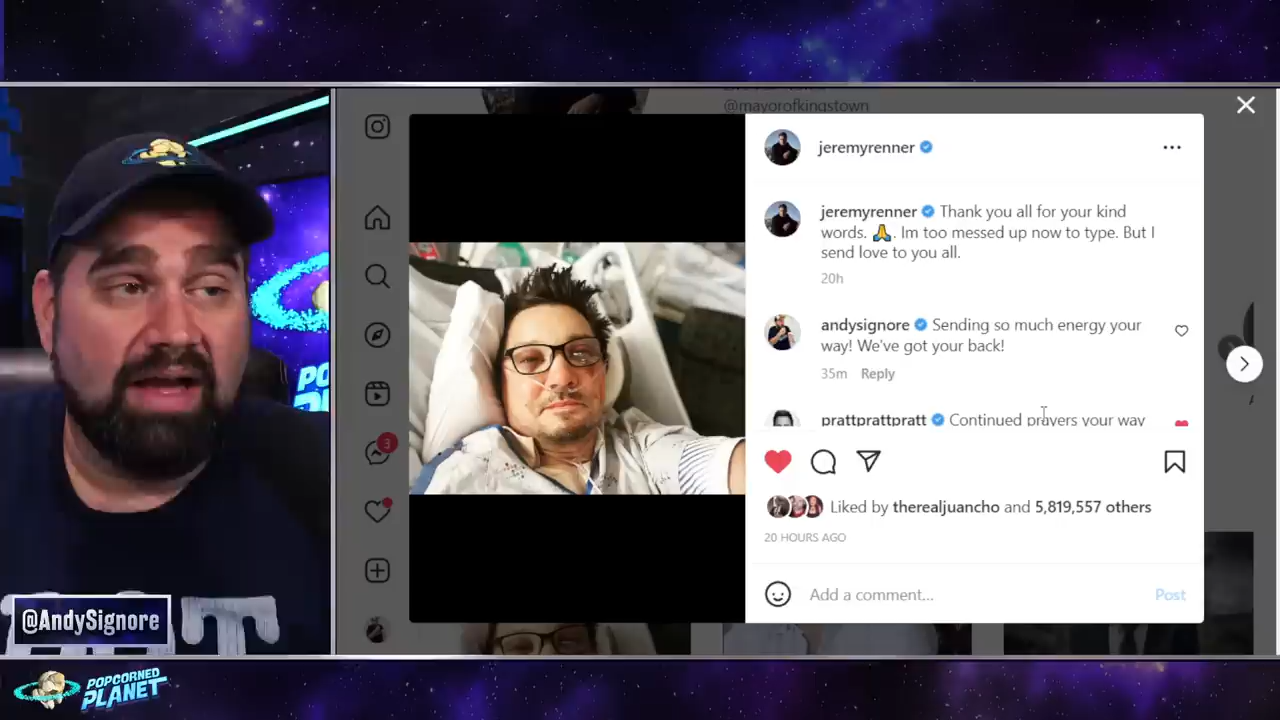 @mayorofkingstown
jeremyrenner
jeremyrenner Thank you all for your kind
words. 🙏. Im too messed up now to type. But I
send love to you all.
20h
andysignore Sending so much energy your
way! We've got your back!
35m Reply
prattprattpratt Continued prayers your way
3
Liked by therealjuancho and 5,819,557 others
20 HOURS AGO
Add a comment... Post
@AndySignore
POPCORNED
PLANET